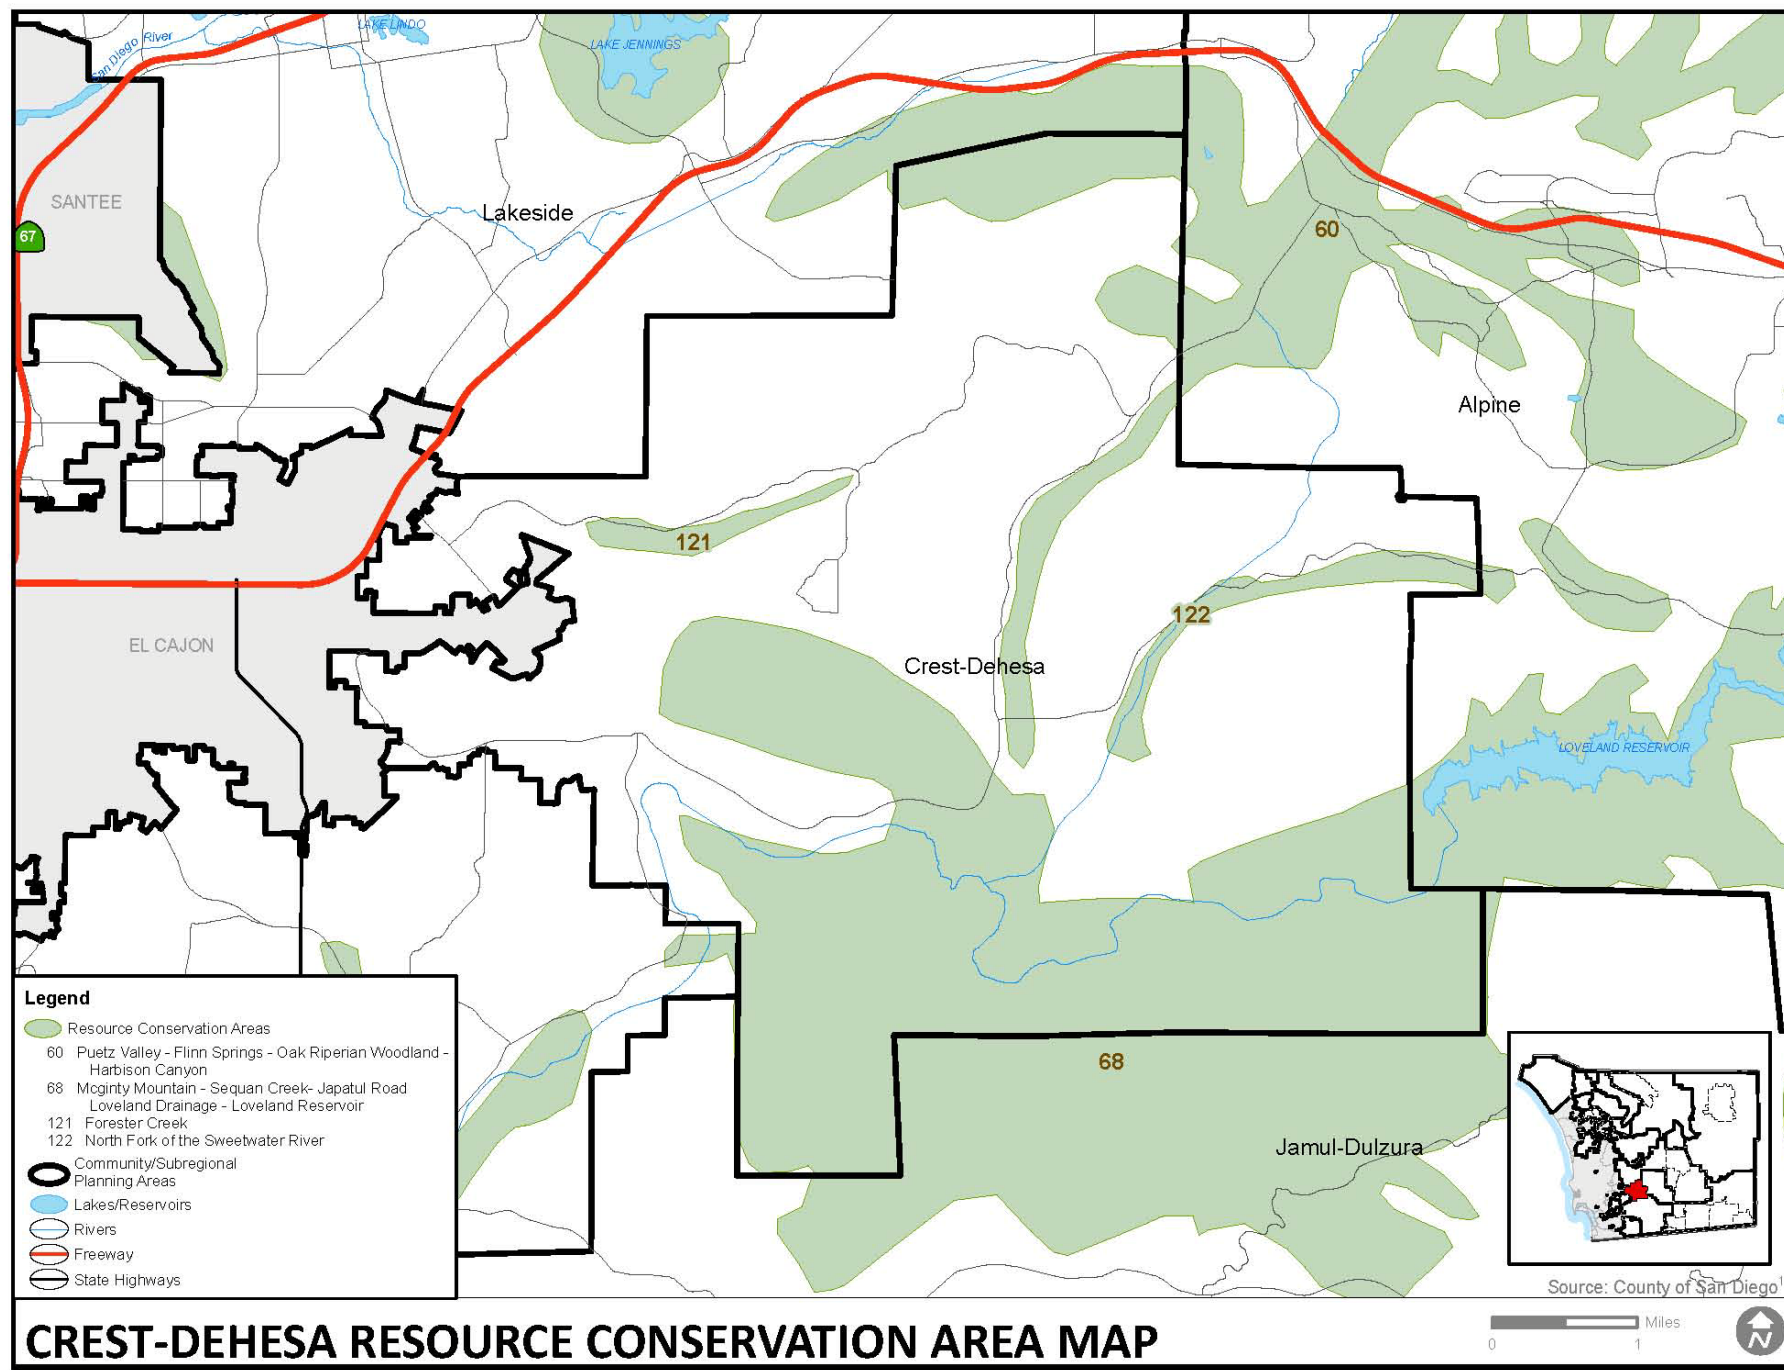 San Diego River
LAKE LINDO
LAKE JENNINGS
SANTEE
67
Lakeside
60
Alpine
121
122
EL CAJON
Crest-Dehesa
LOVELAND RESERVOIR
68
Jamul-Dulzura
Legend
Resource Conservation Areas
60 Puetz Valley - Flinn Springs - Oak Riperian Woodland -
Harbison Canyon
68 Mcginty Mountain - Sequan Creek- Japatul Road
Loveland Drainage - Loveland Reservoir
121 Forester Creek
122 North Fork of the Sweetwater River
Community/Subregional
Planning Areas
Lakes/Reservoirs
Rivers
Freeway
State Highways
Source: County of San Diego¹
CREST-DEHESA RESOURCE CONSERVATION AREA MAP
Miles
0 1
N